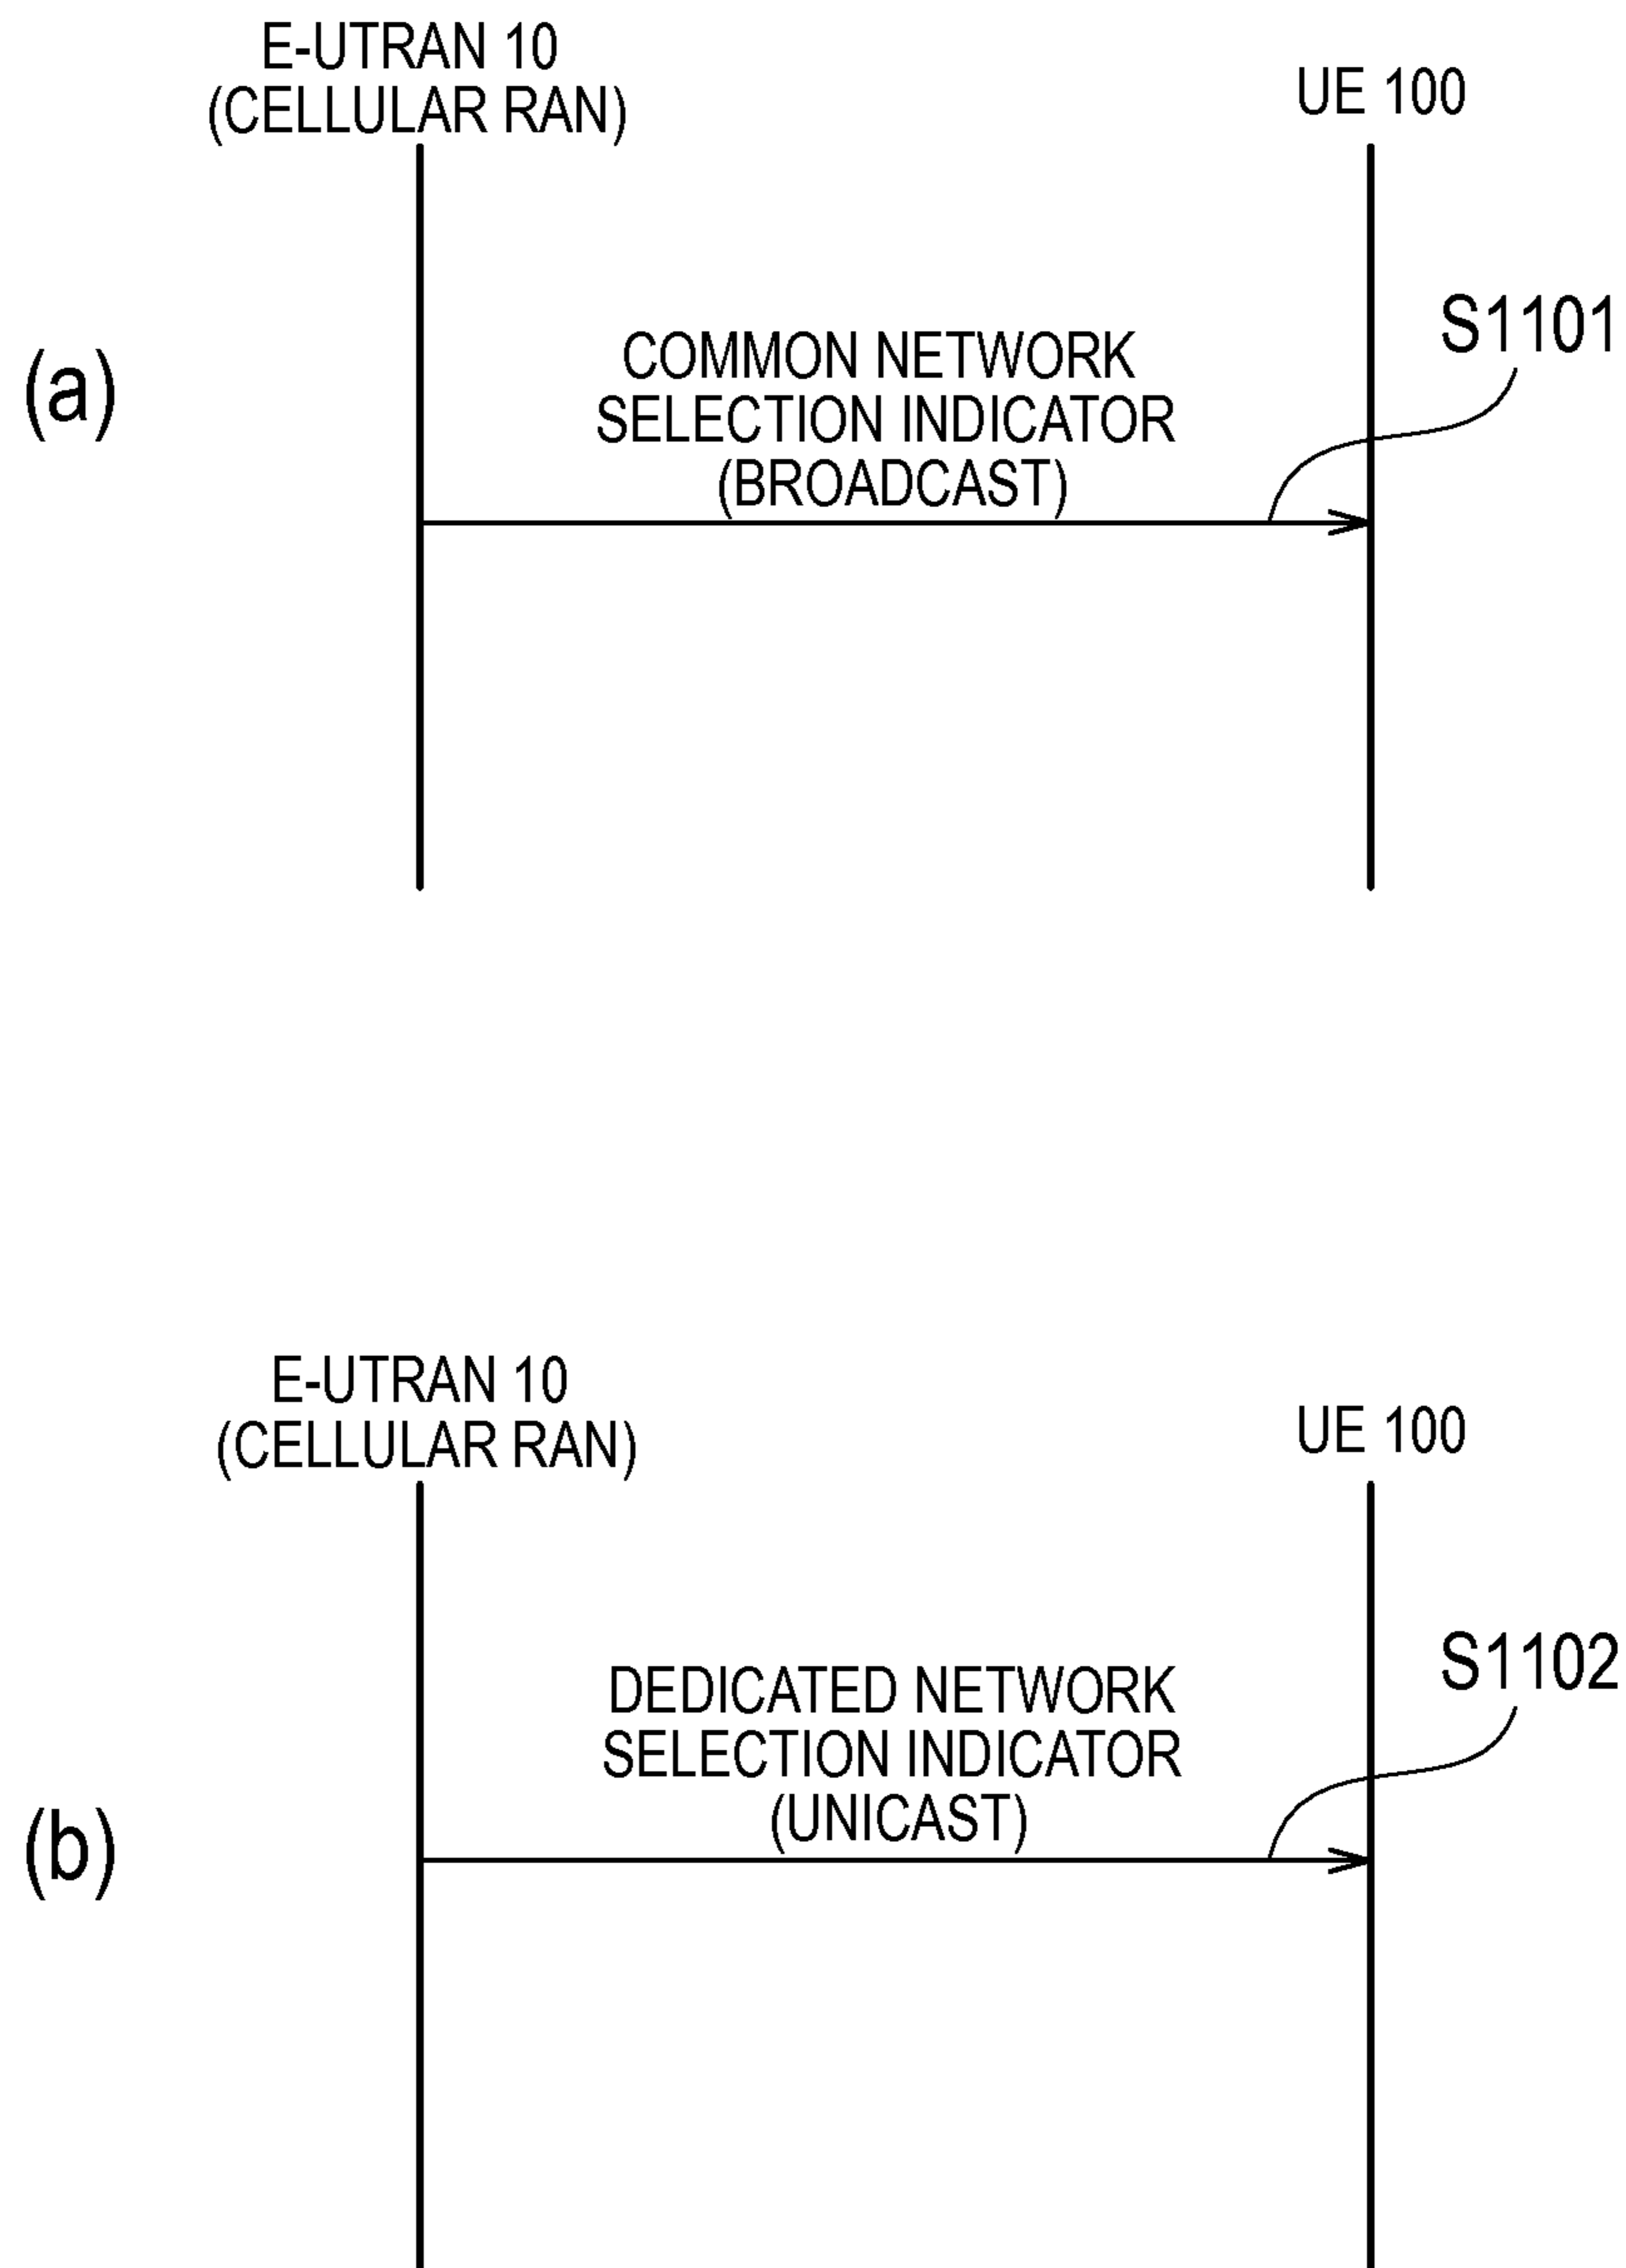 E-UTRAN 10
(CELLULAR RAN)
UE 100
S1101
(a)
COMMON NETWORK
SELECTION INDICATOR
(BROADCAST)
E-UTRAN 10
(CELLULAR RAN)
UE 100
S1102
(b)
DEDICATED NETWORK
SELECTION INDICATOR
(UNICAST)